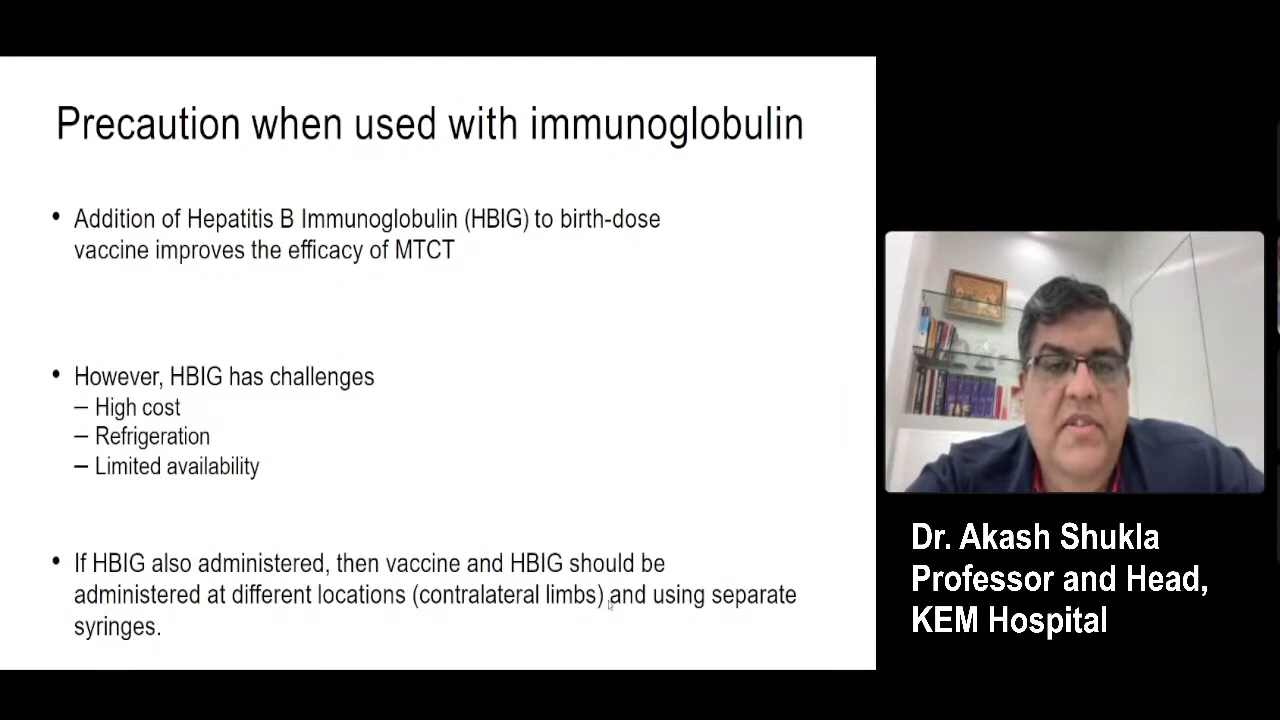 Precaution when used with immunoglobulin
• Addition of Hepatitis B Immunoglobulin (HBIG) to birth-dose
vaccine improves the efficacy of MTCT
• However, HBIG has challenges
– High cost
– Refrigeration
– Limited availability
• If HBIG also administered, then vaccine and HBIG should be
administered at different locations (contralateral limbs) and using separate
syringes.
Dr. Akash Shukla
Professor and Head,
KEM Hospital